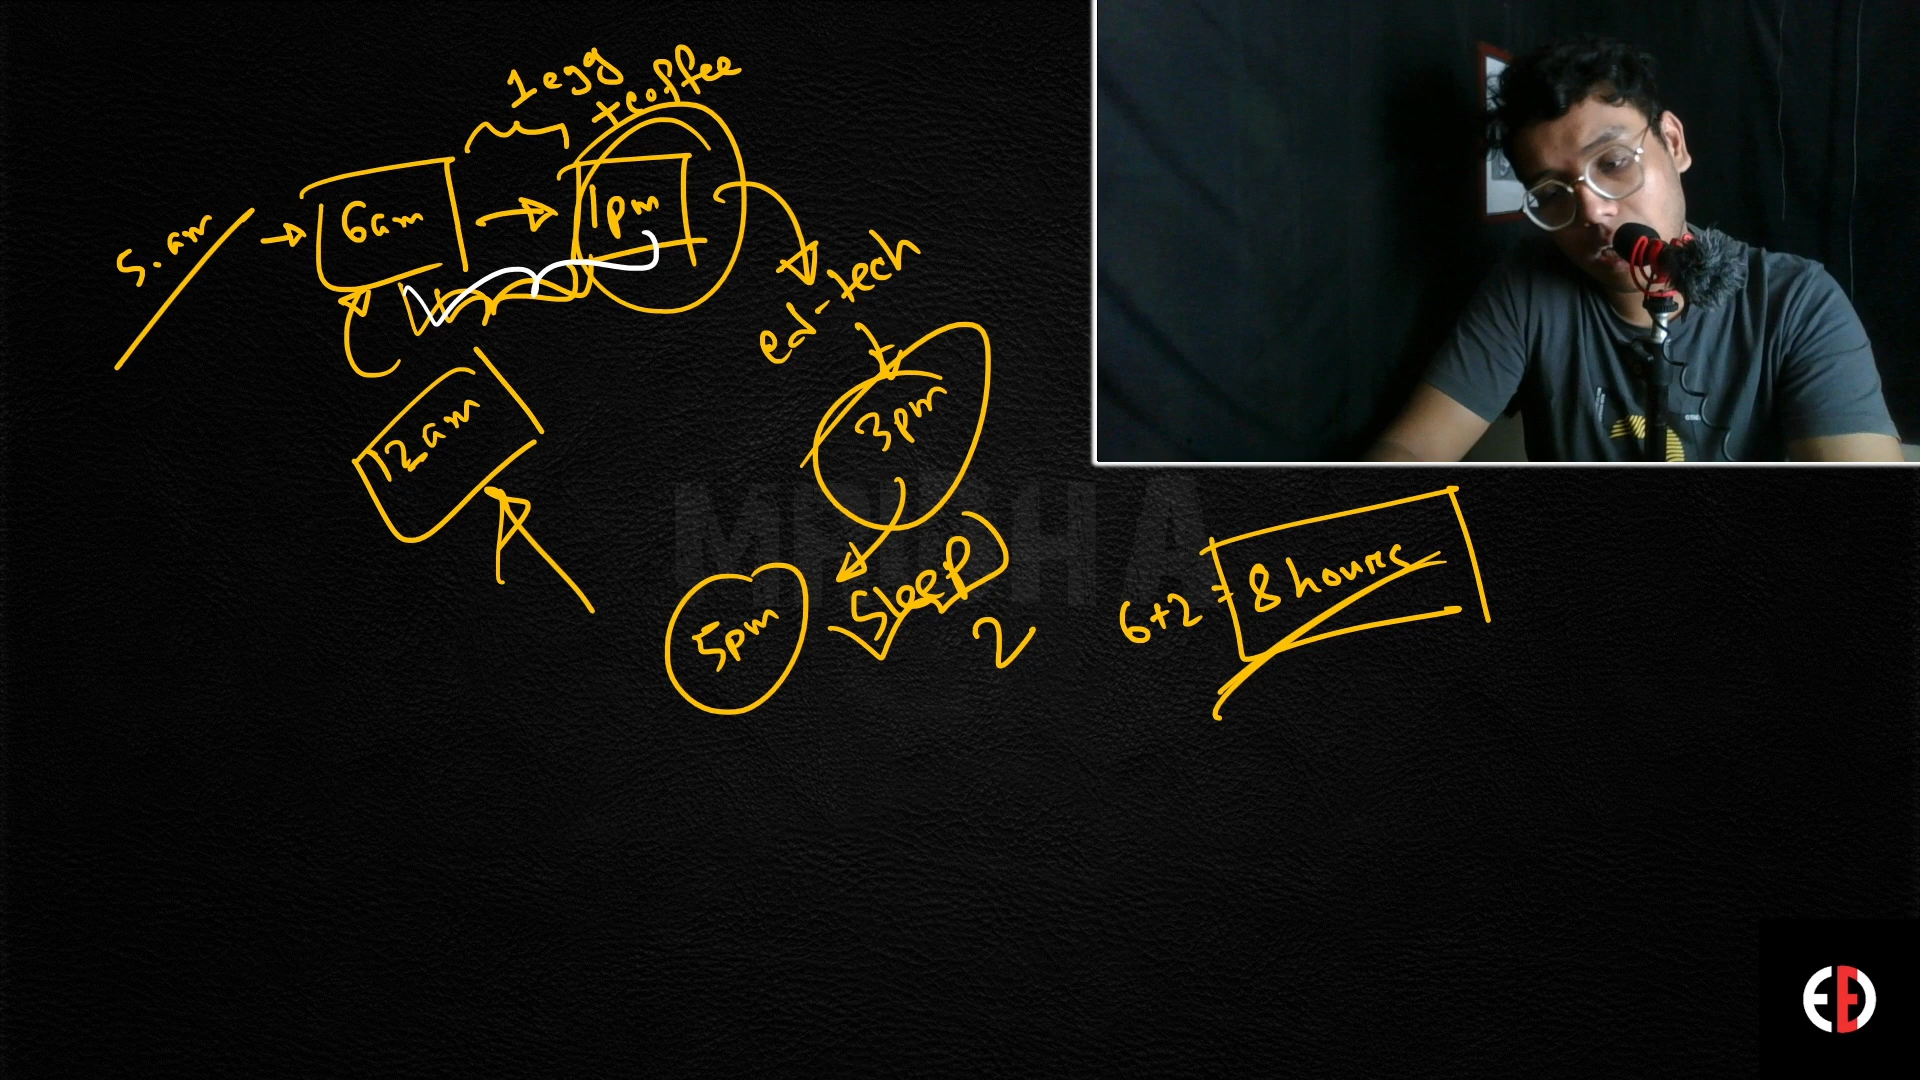 1 egg
+ coffee
5. am
6am
1pm
ed-tech
3pm
12am
Sleep
2
5pm
6+2 = 8 hours